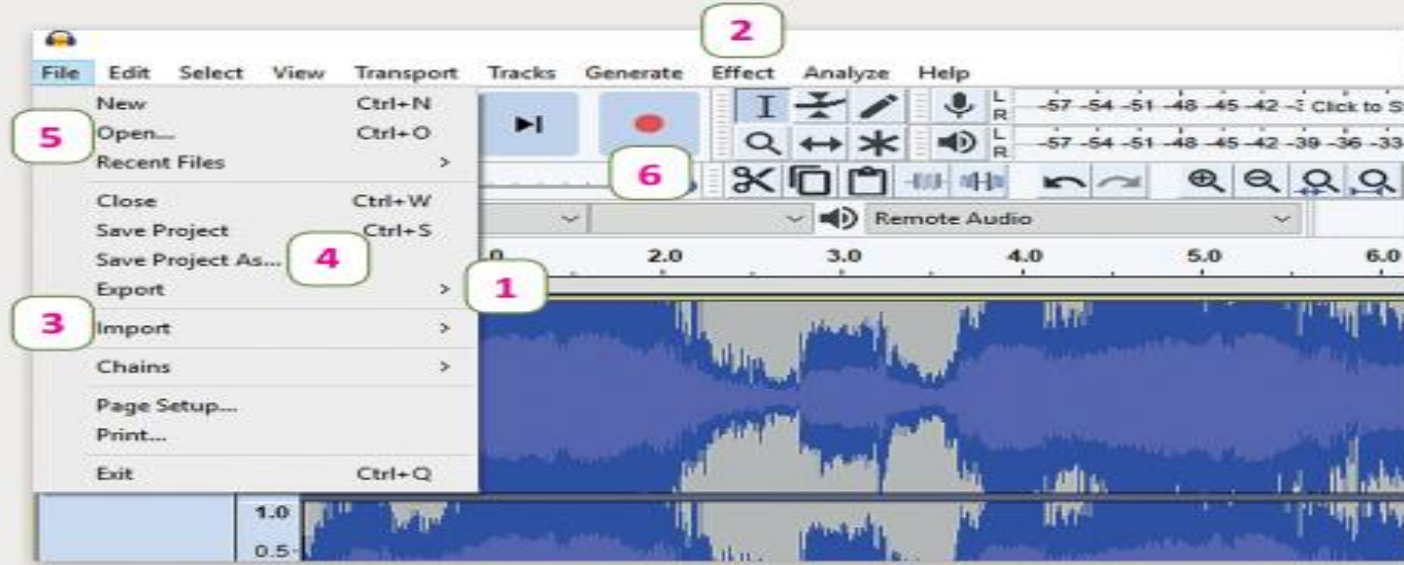 2
File Edit Select View Transport Tracks Generate Effect Analyze Help
New Ctrl+N
5 Open... Ctrl+O
Recent Files >
6
Close Ctrl+W
Save Project Ctrl+S
Save Project As... 4
Export > 1
3 Import >
Chains >
Page Setup...
Print...
Exit Ctrl+Q
L
R -57 -54 -51 -48 -45 -42 Click to S
L
R -57 -54 -51 -48 -45 -42 -39 -36 -33
Remote Audio
2.0 3.0 4.0 5.0 6.0
1.0
0.5